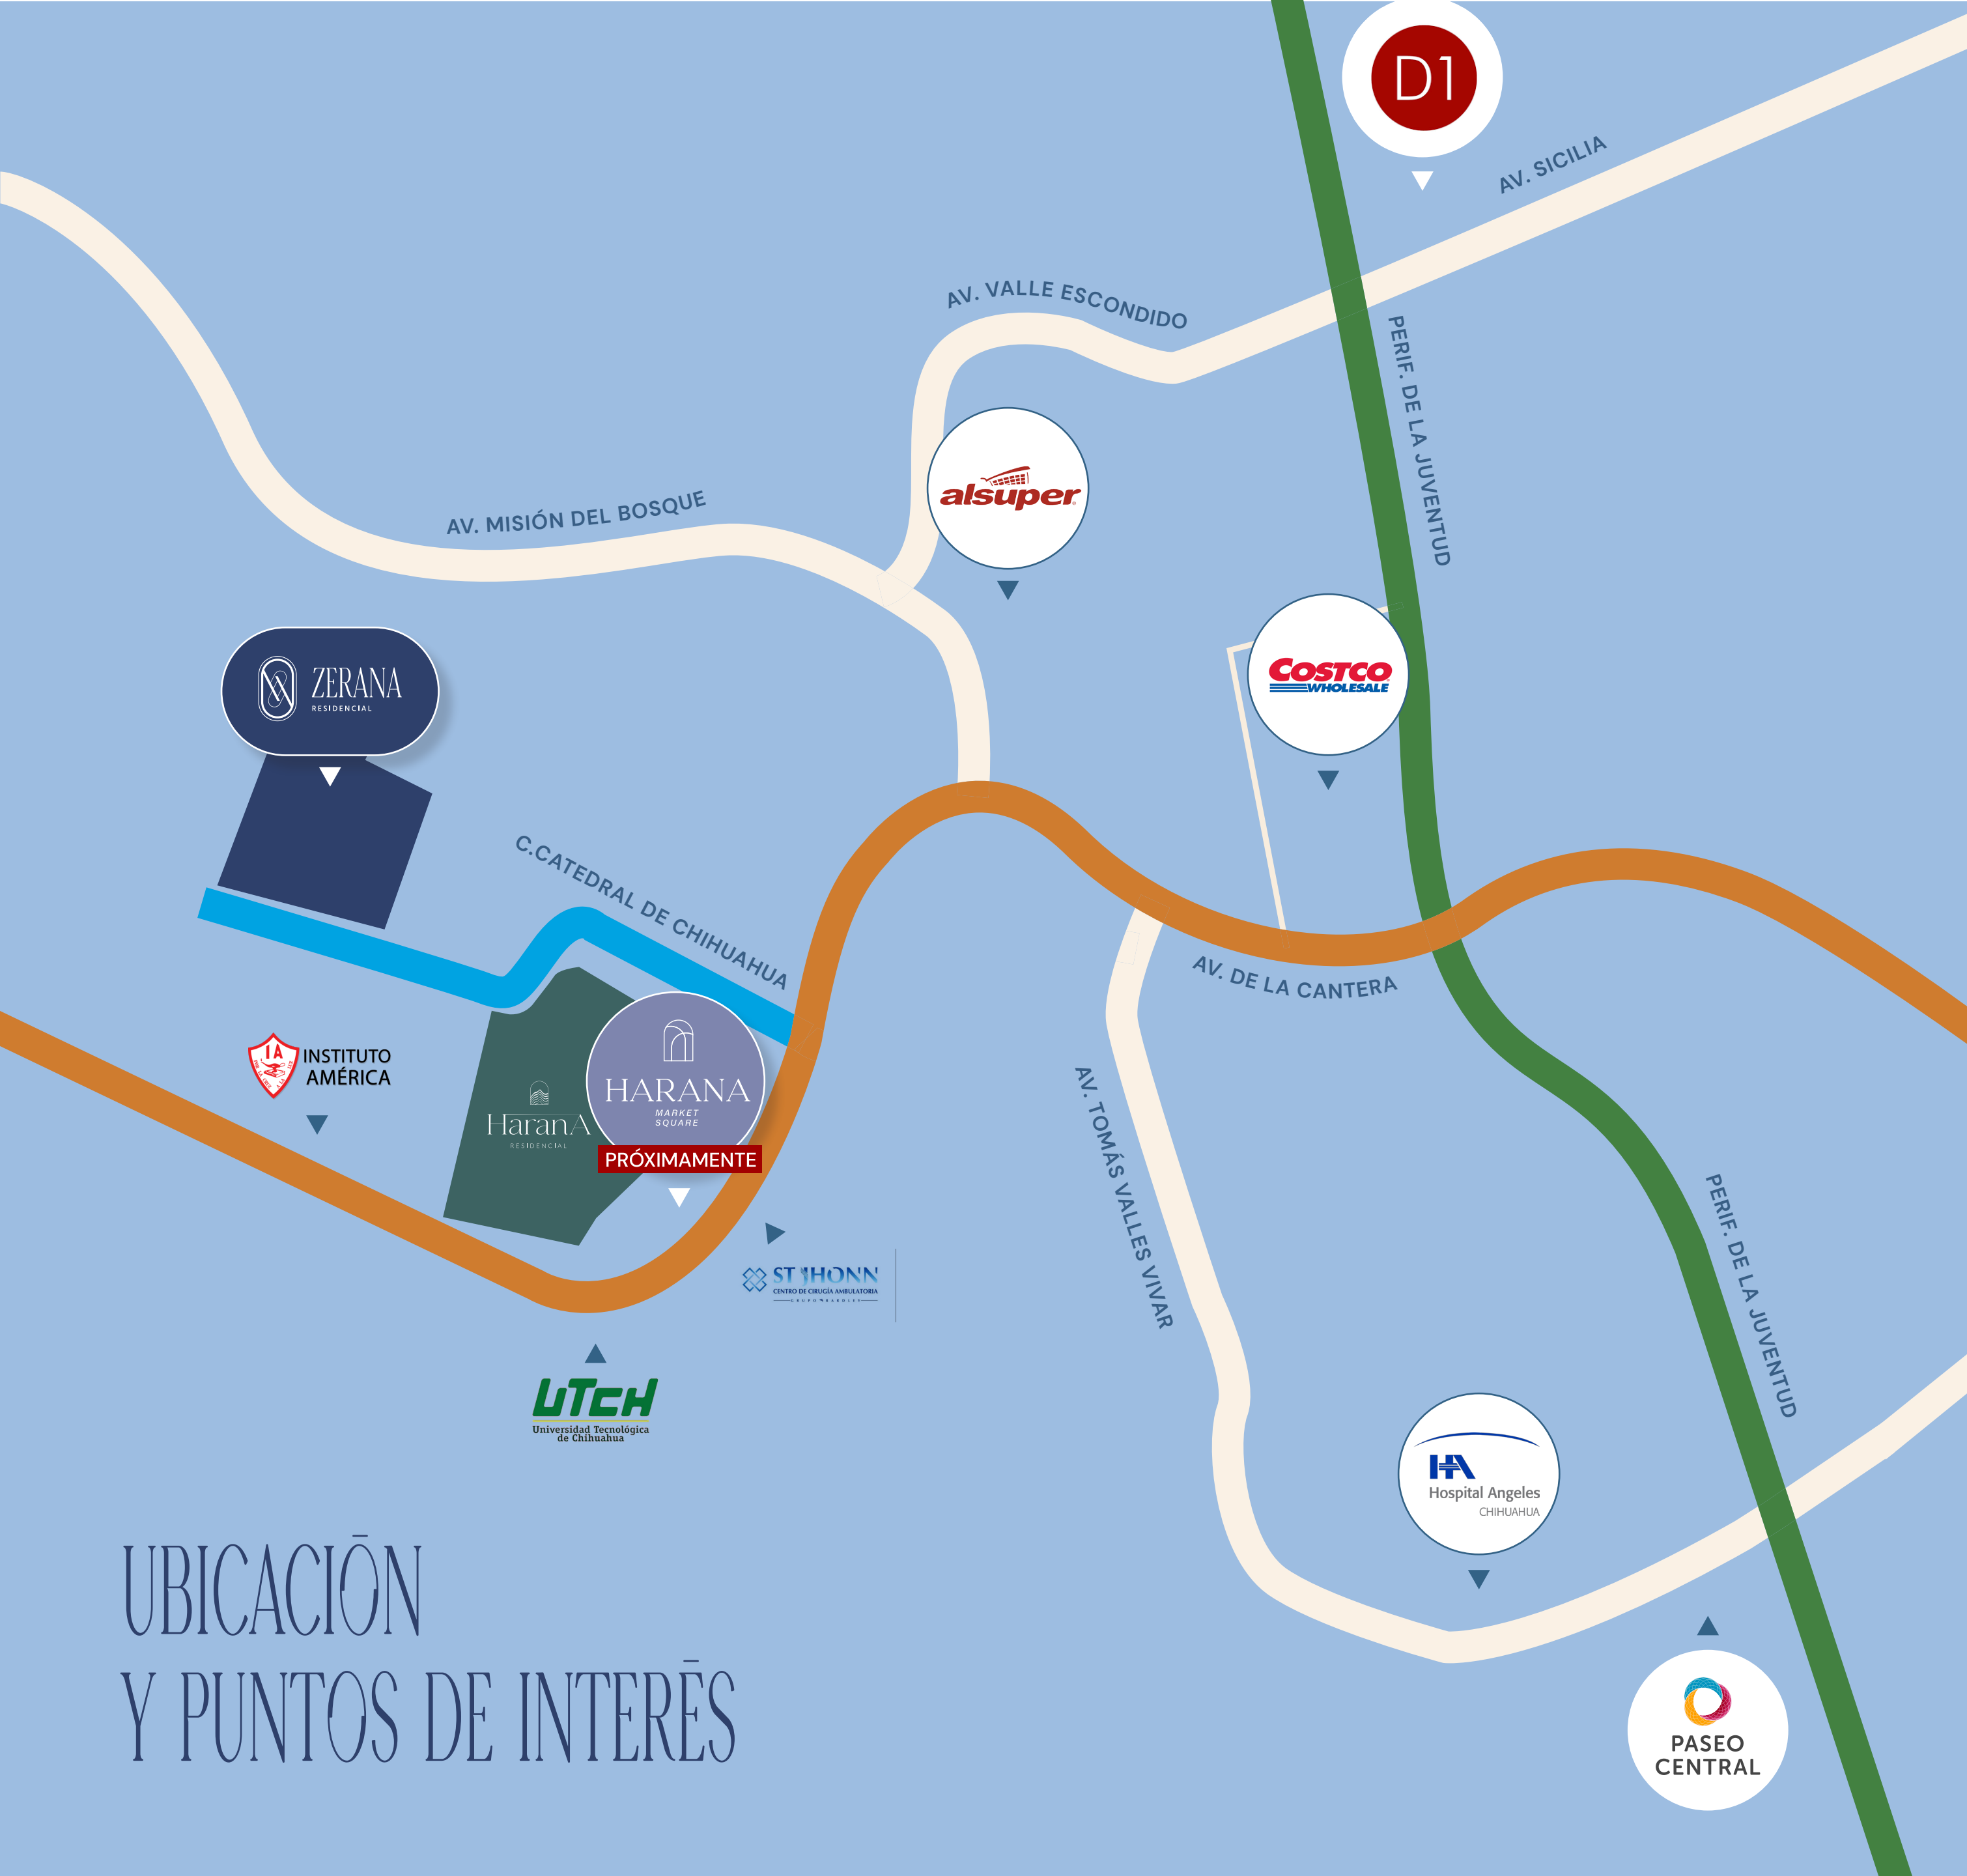 D1
AV. SICILIA
AV. VALLE ESCONDIDO
PERIF. DE LA JUVENTUD
alsuper
AV. MISIÓN DEL BOSQUE
COSTCO
WHOLESALE
ZERANA
RESIDENCIAL
C.CATEDRAL DE CHIHUAHUA
AV. DE LA CANTERA
IA
INSTITUTO
AMÉRICA
HARANA
MARKET
SQUARE
HaranA
RESIDENCIAL
PRÓXIMAMENTE
AV. TOMÁS VALLES VIVAR
PERIF. DE LA JUVENTUD
ST JHONN
CENTRO DE CIRUGÍA AMBULATORIA
UTCH
Universidad Tecnológica
de Chihuahua
HA
Hospital Angeles
CHIHUAHUA
UBICACIŌN
Y PUNTOS DE INTERĒS
PASEO
CENTRAL